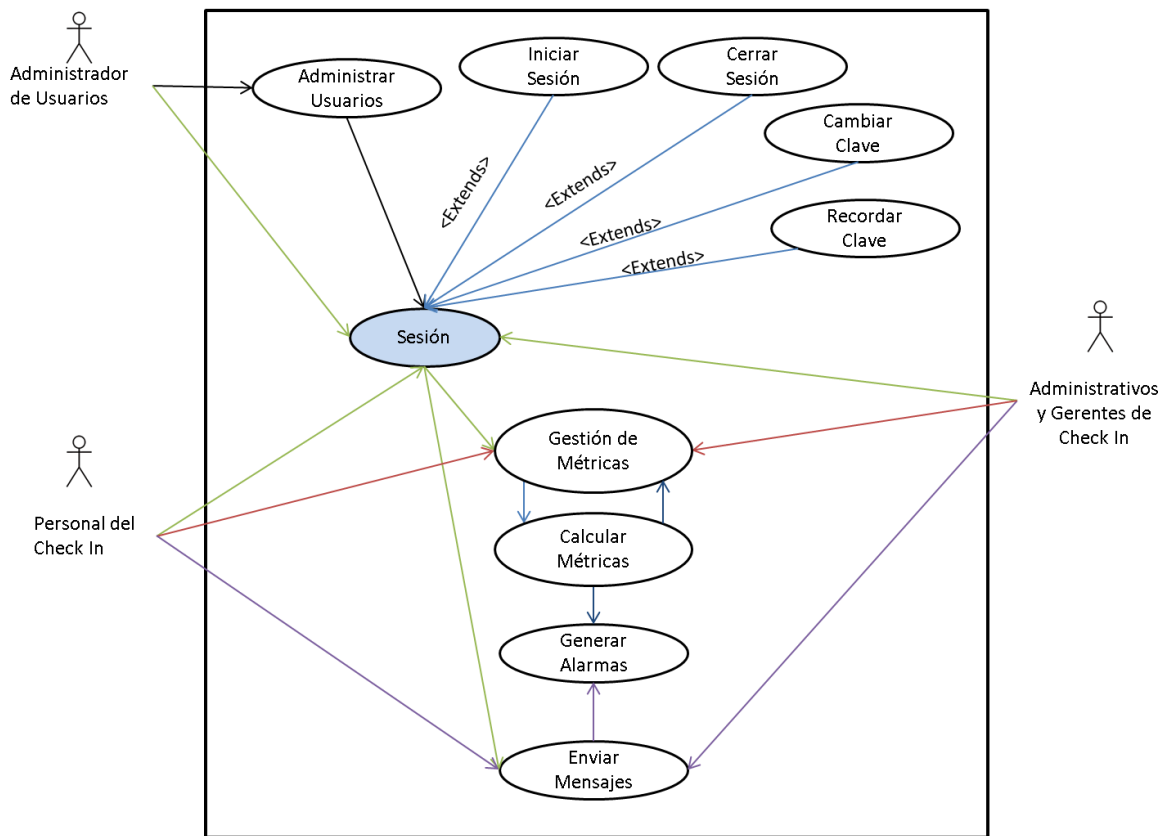 Administrador
de Usuarios
Administrar
Usuarios
Iniciar
Sesión
Cerrar
Sesión
Cambiar
Clave
Recordar
Clave
<Extends>
<Extends>
<Extends>
<Extends>
Sesión
Administrativos
y Gerentes de
Check In
Gestión de
Métricas
Personal del
Check In
Calcular
Métricas
Generar
Alarmas
Enviar
Mensajes